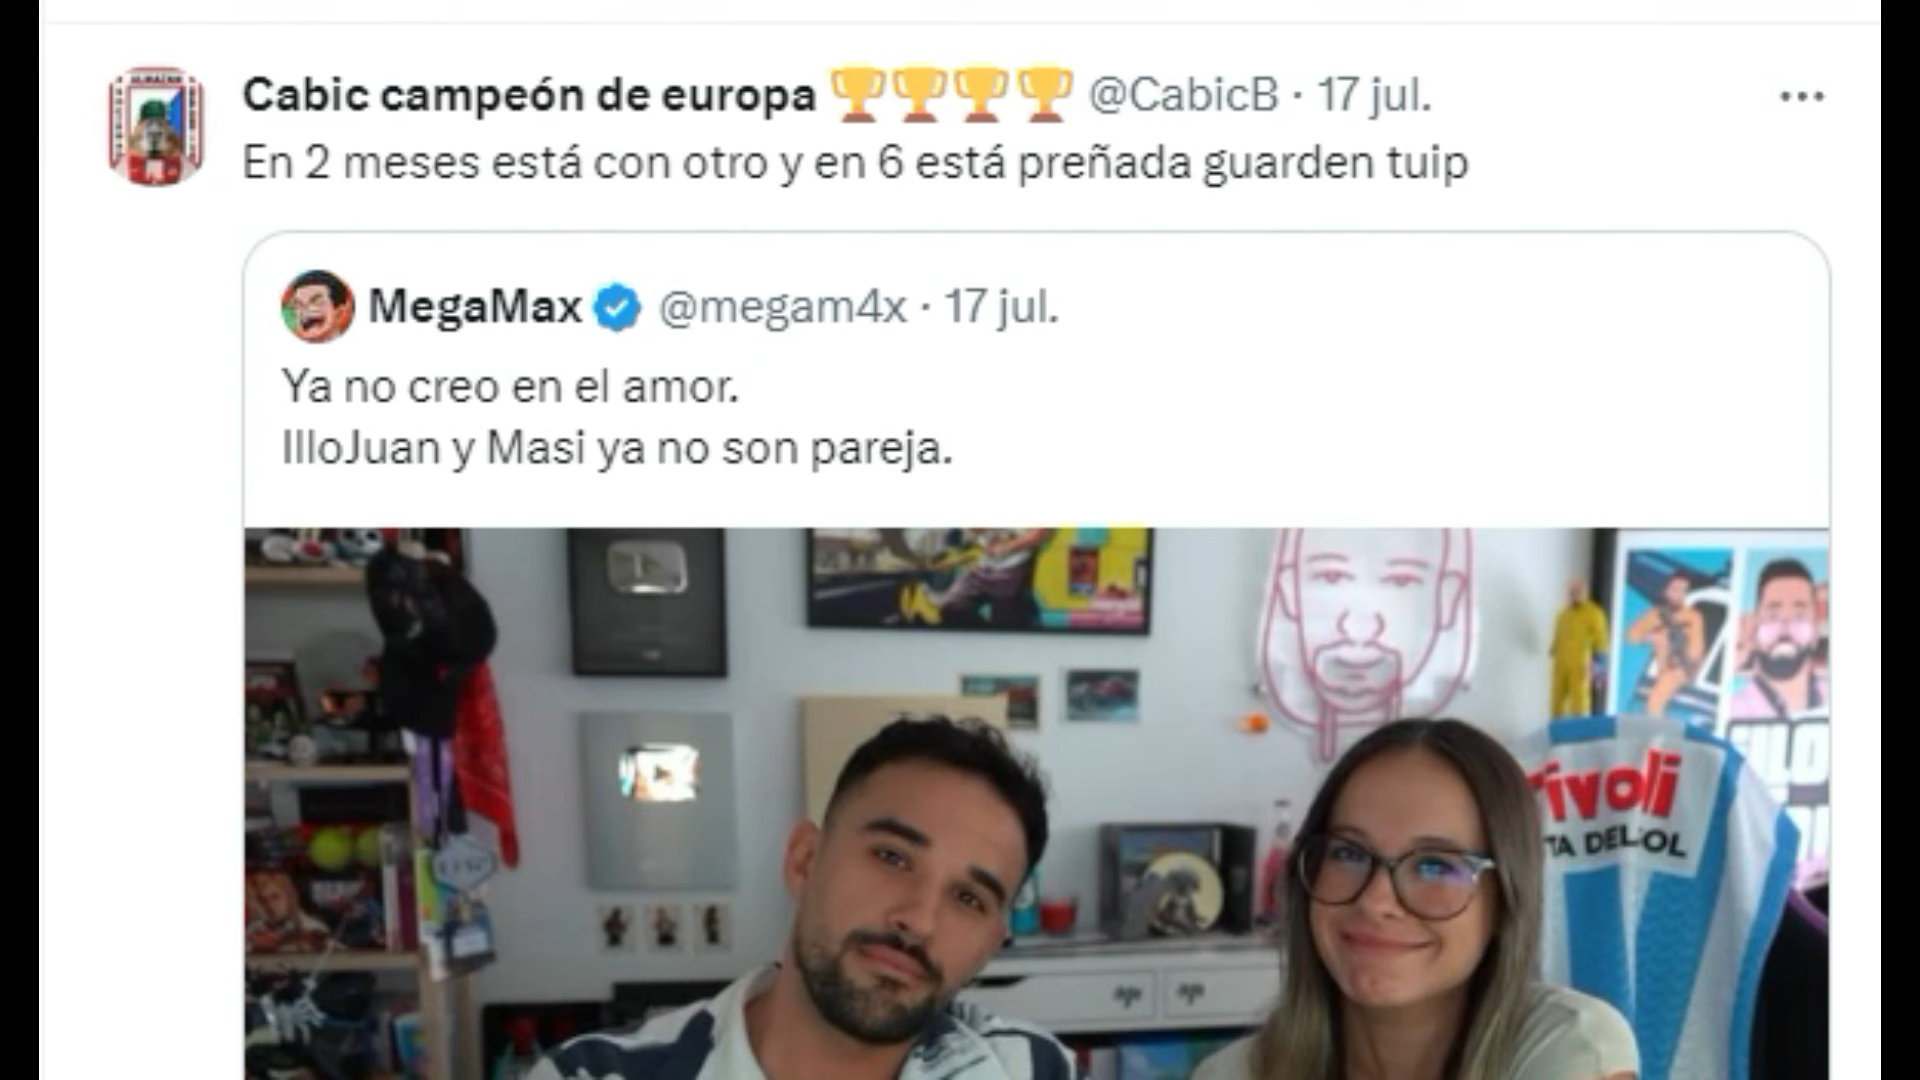 Cabic campeón de europa 🏆🏆🏆🏆 @CabicB · 17 jul.
En 2 meses está con otro y en 6 está preñada guarden tuip
MegaMax @megam4x · 17 jul.
Ya no creo en el amor.
IlloJuan y Masi ya no son pareja.
Tivoli
TA DEL OL